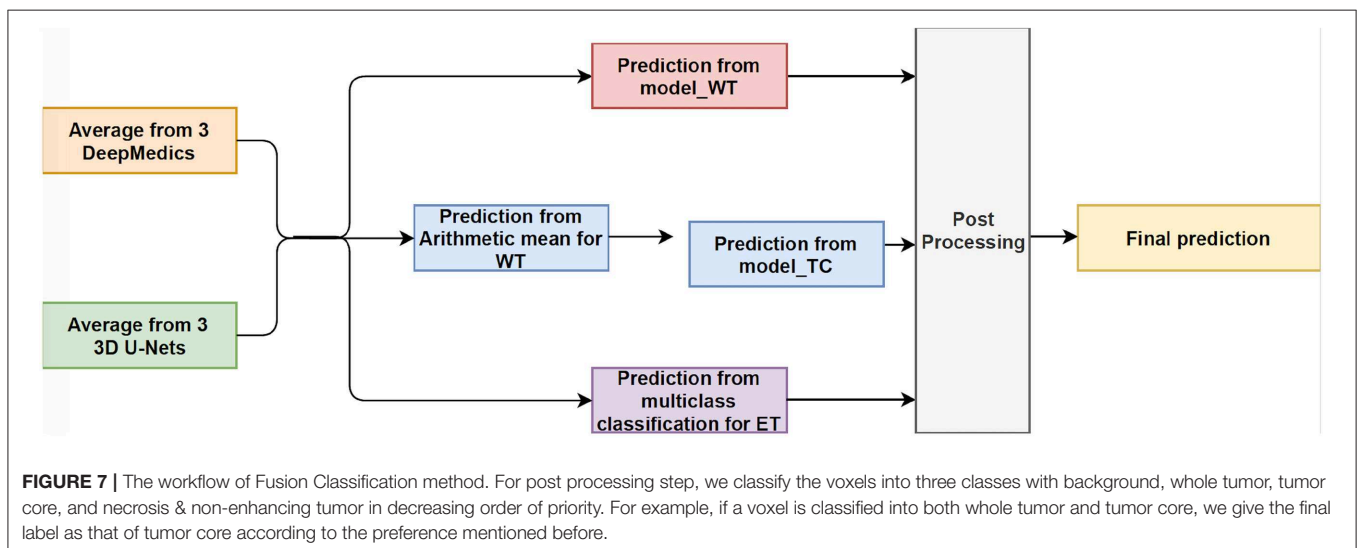 Average from 3
DeepMedics
Average from 3
3D U-Nets
Prediction from
model_WT
Prediction from
Arithmetic mean for
WT
Prediction from
model_TC
Prediction from
multiclass
classification for ET
Post
Processing
Final prediction
FIGURE 7 | The workflow of Fusion Classification method. For post processing step, we classify the voxels into three classes with background, whole tumor, tumor
core, and necrosis & non-enhancing tumor in decreasing order of priority. For example, if a voxel is classified into both whole tumor and tumor core, we give the final
label as that of tumor core according to the preference mentioned before.